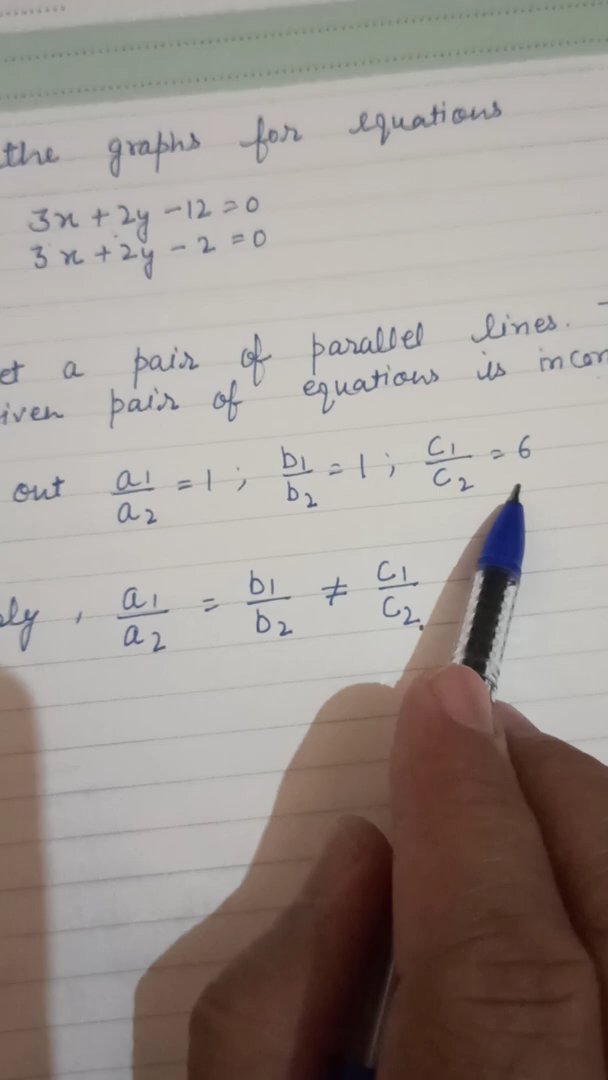 the graphs for equations
3x + 2y - 12 = 0
3x + 2y - 2 = 0
a pair of parallel lines.
pair of equations is
out a1/a2 = 1 ; b1/b2 = 1 ; c1/c2 = 6
, a1/a2 = b1/b2 ≠ c1/c2.